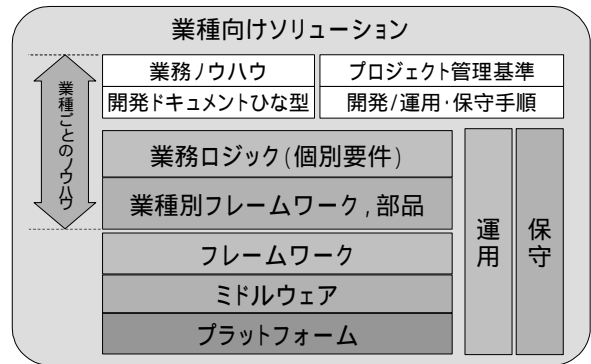 業種向けソリューション
業務ノウハウ
プロジェクト管理基準
開発ドキュメントひな型
開発/運用・保守手順
業種ごとのノウハウ
業務ロジック(個別要件)
業種別フレームワーク,部品
フレームワーク
ミドルウェア
プラットフォーム
運用
保守